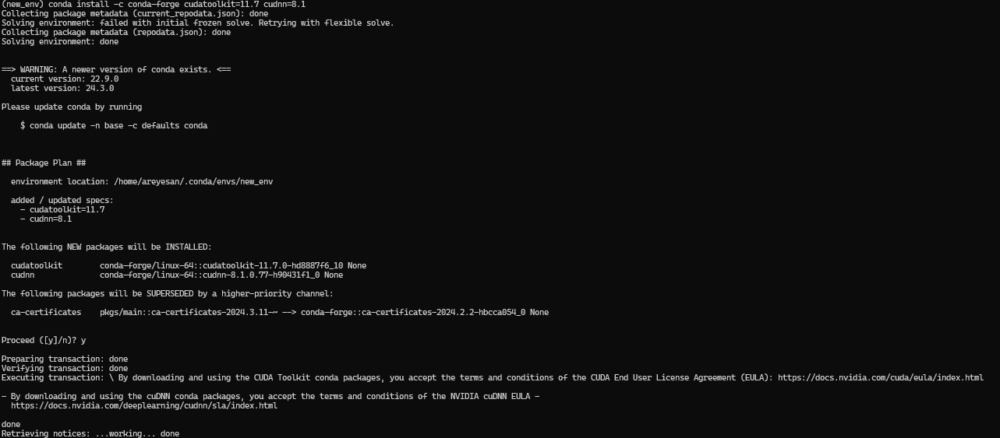 (new_env) conda install -c conda-forge cudatoolkit=11.7 cudnn=8.1
Collecting package metadata (current_repodata.json): done
Solving environment: failed with initial frozen solve. Retrying with flexible solve.
Collecting package metadata (repodata.json): done
Solving environment: done
==> WARNING: A newer version of conda exists. <==
current version: 22.9.0
latest version: 24.3.0
Please update conda by running
$ conda update -n base -c defaults conda
## Package Plan ##
environment location: /home/areyesan/.conda/envs/new_env
added / updated specs:
- cudatoolkit=11.7
- cudnn=8.1
The following NEW packages will be INSTALLED:
cudatoolkit conda-forge/linux-64::cudatoolkit-11.7.0-hd8887f6_10 None
cudnn conda-forge/linux-64::cudnn-8.1.0.77-h90431f1_0 None
The following packages will be SUPERSEDED by a higher-priority channel:
ca-certificates pkgs/main::ca-certificates-2024.3.11-~ --> conda-forge::ca-certificates-2024.2.2-hbcca054_0 None
Proceed ([y]/n)? y
Preparing transaction: done
Verifying transaction: done
Executing transaction: \ By downloading and using the CUDA Toolkit conda packages, you accept the terms and conditions of the CUDA End User License Agreement (EULA): https://docs.nvidia.com/cuda/eula/index.html
- By downloading and using the cuDNN conda packages, you accept the terms and conditions of the NVIDIA cuDNN EULA -
https://docs.nvidia.com/deeplearning/cudnn/sla/index.html
done
Retrieving notices: ...working... done